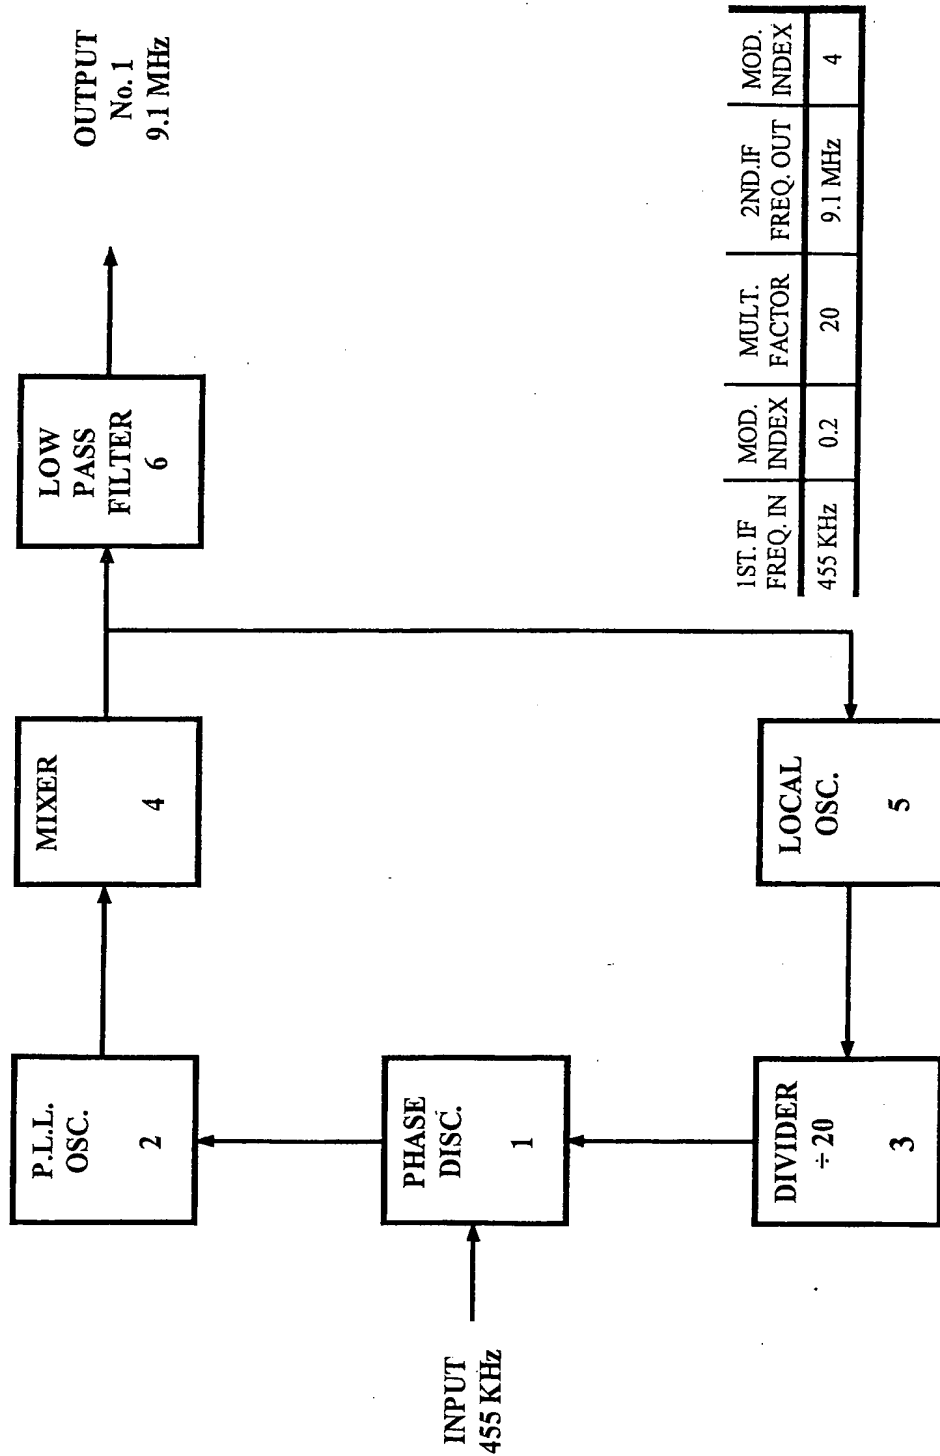 INPUT
455 KHz
P.L.L.
OSC.
2
PHASE
DISC.
1
DIVIDER
÷20
3
MIXER
4
LOCAL
OSC.
5
LOW
PASS
FILTER
6
OUTPUT
No. 1
9.1 MHz
1ST. IF
FREQ. IN
MOD.
INDEX
MULT.
FACTOR
2ND.IF
FREQ. OUT
MOD.
INDEX
455 KHz
0.2
20
9.1 MHz
4